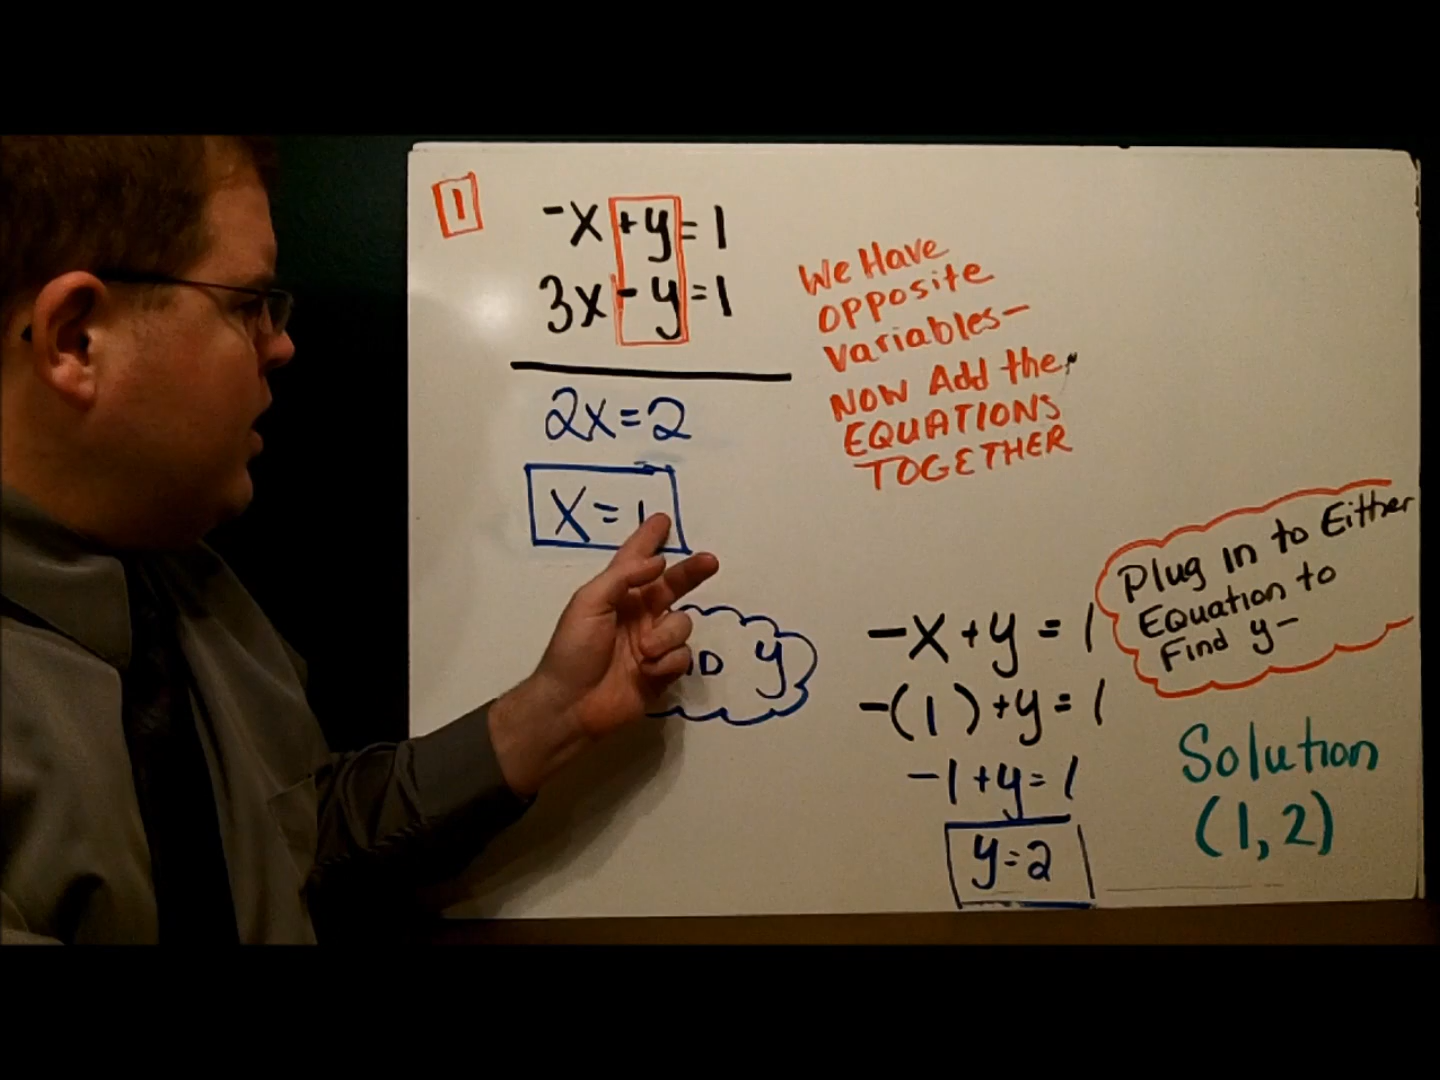 1
-x+y=1
3x-y=1
2x=2
x=1
We Have
opposite
variables-
NOW Add the
EQUATIONS
TOGETHER
y
-x+y=1
-(1)+y=1
-1+y=1
y=2
Plug in to Either
Equation to
Find y-
Solution
(1,2)